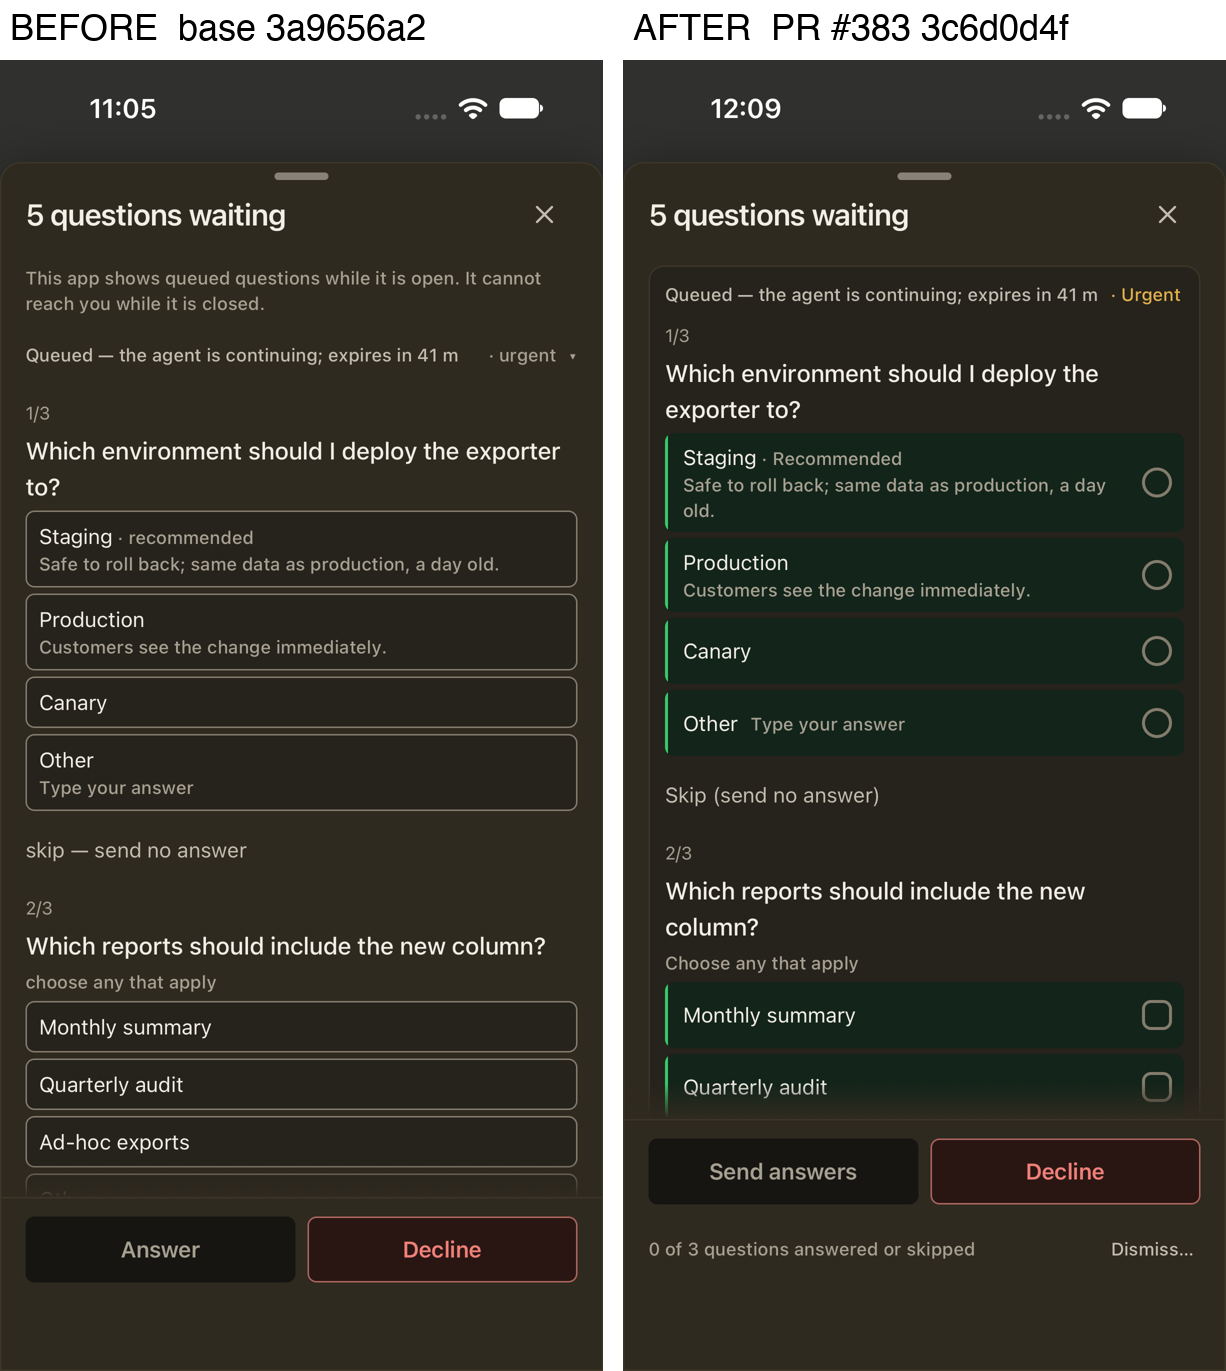 BEFORE base 3a9656a2
11:05
5 questions waiting
This app shows queued questions while it is open. It cannot
reach you while it is closed.
Queued — the agent is continuing; expires in 41 m · urgent ▾
1/3
Which environment should I deploy the exporter
to?
Staging · recommended
Safe to roll back; same data as production, a day old.
Production
Customers see the change immediately.
Canary
Other
Type your answer
skip — send no answer
2/3
Which reports should include the new column?
choose any that apply
Monthly summary
Quarterly audit
Ad-hoc exports
Answer
Decline
AFTER PR #383 3c6d0d4f
12:09
5 questions waiting
Queued — the agent is continuing; expires in 41 m · Urgent
1/3
Which environment should I deploy the
exporter to?
Staging · Recommended
Safe to roll back; same data as production, a day
old.
Production
Customers see the change immediately.
Canary
Other Type your answer
Skip (send no answer)
2/3
Which reports should include the new
column?
Choose any that apply
Monthly summary
Quarterly audit
Send answers
Decline
0 of 3 questions answered or skipped
Dismiss...